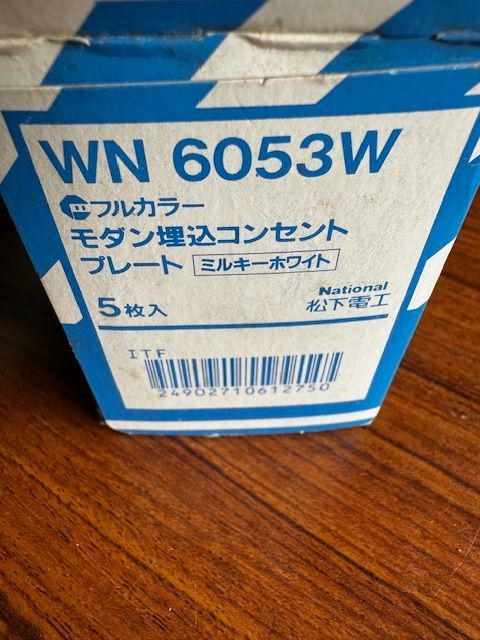 WN 6053W
フルカラー
モダン埋込コンセント
プレート ミルキーホワイト
5枚入
National
松下電工
ITF
24902710612750